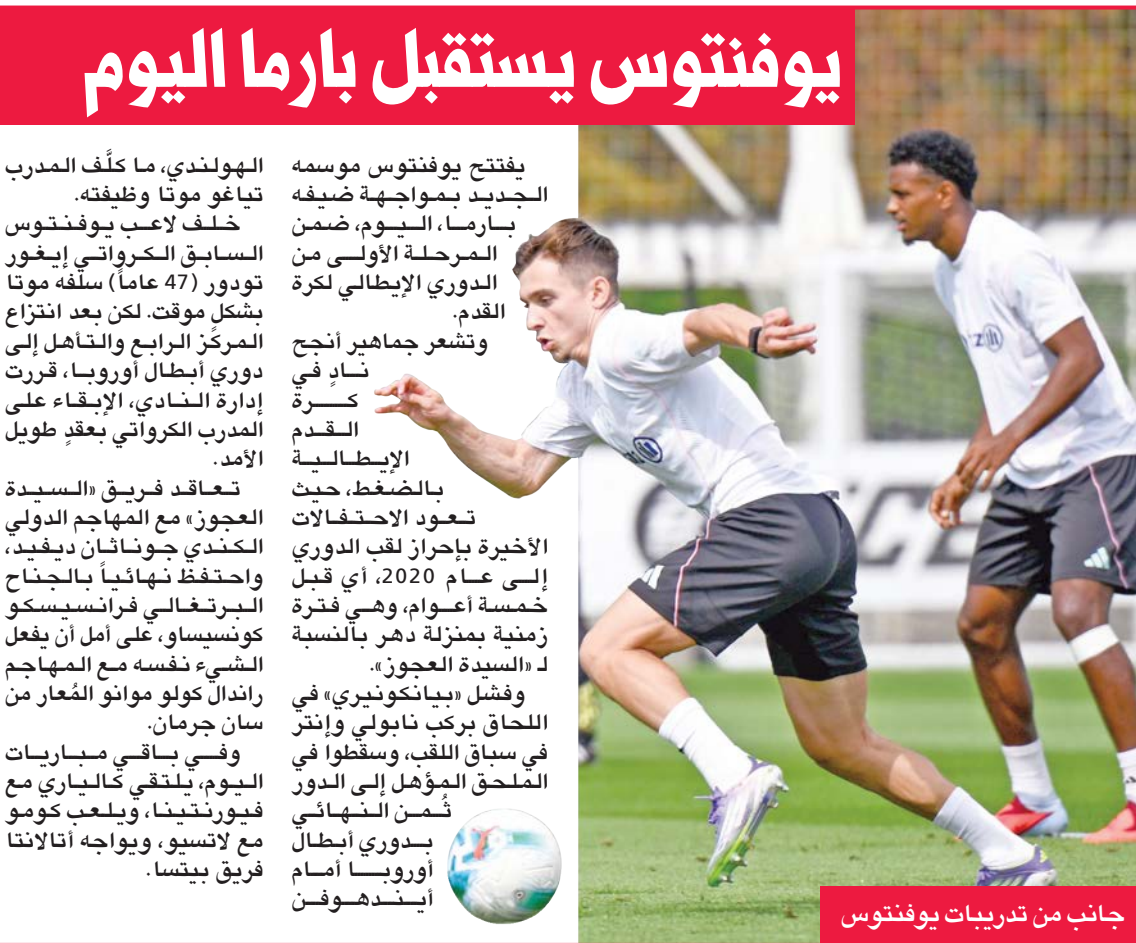 يوفنتوس يستقبل بارما اليوم
يفتتح يوفنتوس موسمه
الجديد بمواجهة ضيفه
بارما، اليوم، ضمن
المرحلة الأولى من
الدوري الإيطالي لكرة
القدم.
وتشعر جماهير أنجح
نادٍ في
كرة
القدم
الإيطالية
بالضغط، حيث
تعود الاحتفالات
الأخيرة بإحراز لقب الدوري
إلى عام 2020، أي قبل
خمسة أعوام، وهي فترة
زمنية بمنزلة دهر بالنسبة
لـ «السيدة العجوز».
وفشل «بيانكونيري» في
اللحاق بركب نابولي وإنتر
في سباق اللقب، وسقطوا في
الملحق المؤهل إلى الدور
ثُمن النهائي
بدوري أبطال
أوروبا أمام
أيندهوفن
الهولندي، ما كلَّف المدرب
تياغو موتا وظيفته.
خلف لاعب يوفنتوس
السابق الكرواتي إيغور
تودور (47 عاماً) سلفه موتا
بشكلٍ موقت. لكن بعد انتزاع
المركز الرابع والتأهل إلى
دوري أبطال أوروبا، قررت
إدارة النادي، الإبقاء على
المدرب الكرواتي بعقدٍ طويل
الأمد.
تعاقد فريق «السيدة
العجوز» مع المهاجم الدولي
الكندي جوناثان ديفيد،
واحتفظ نهائياً بالجناح
البرتغالي فرانسيسكو
كونسيساو، على أمل أن يفعل
الشيء نفسه مع المهاجم
راندال كولو موانو المُعار من
سان جرمان.
وفي باقي مباريات
اليوم، يلتقي كالياري مع
فيورنتينا، ويلعب كومو
مع لاتسيو، ويواجه أتالانتا
فريق بيتسا.
جانب من تدريبات يوفنتوس